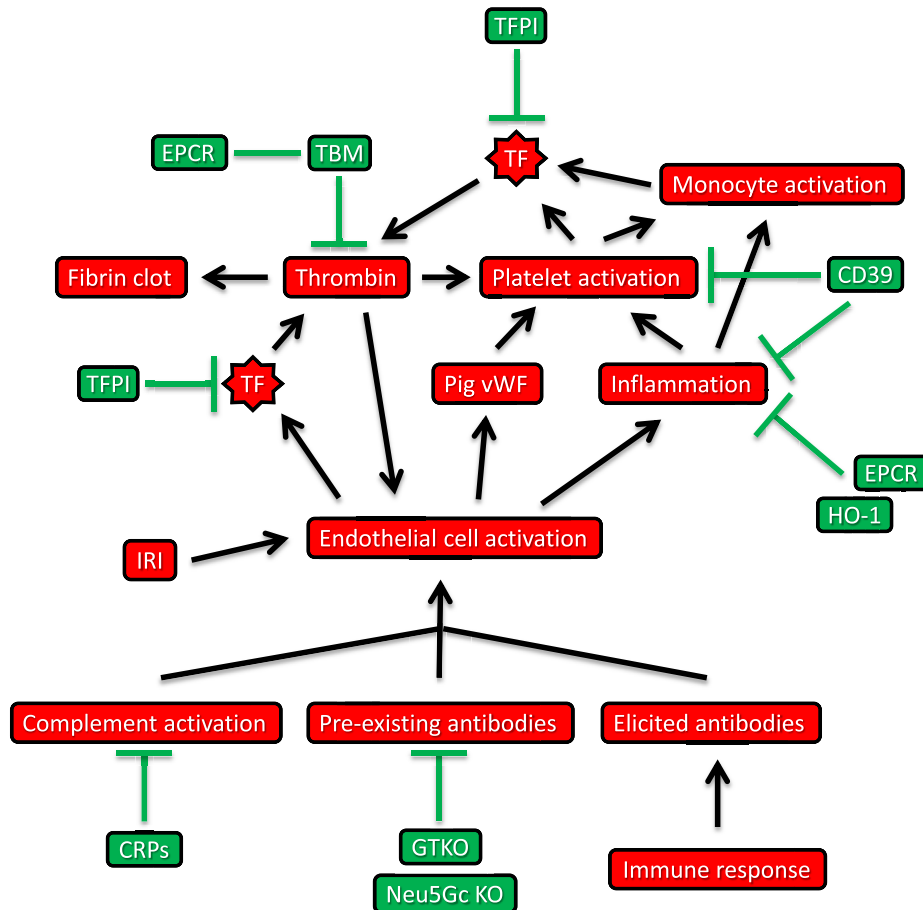 TFPI
EPCR
TBM
TF
Monocyte activation
Fibrin clot
Thrombin
Platelet activation
CD39
TFPI
TF
Pig vWF
Inflammation
EPCR
HO-1
Endothelial cell activation
IRI
Complement activation
Pre-existing antibodies
Elicited antibodies
CRPs
GTKO
Neu5Gc KO
Immune response